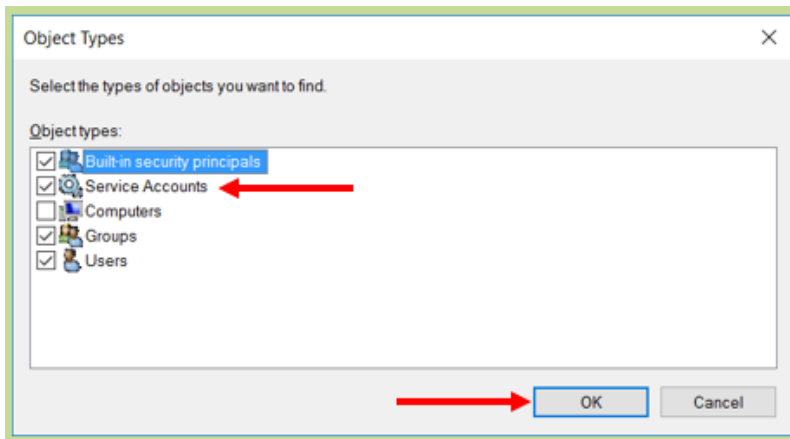 Object Types
Select the types of objects you want to find.
Object types:
Built-in security principals
Service Accounts
Computers
Groups
Users
OK Cancel